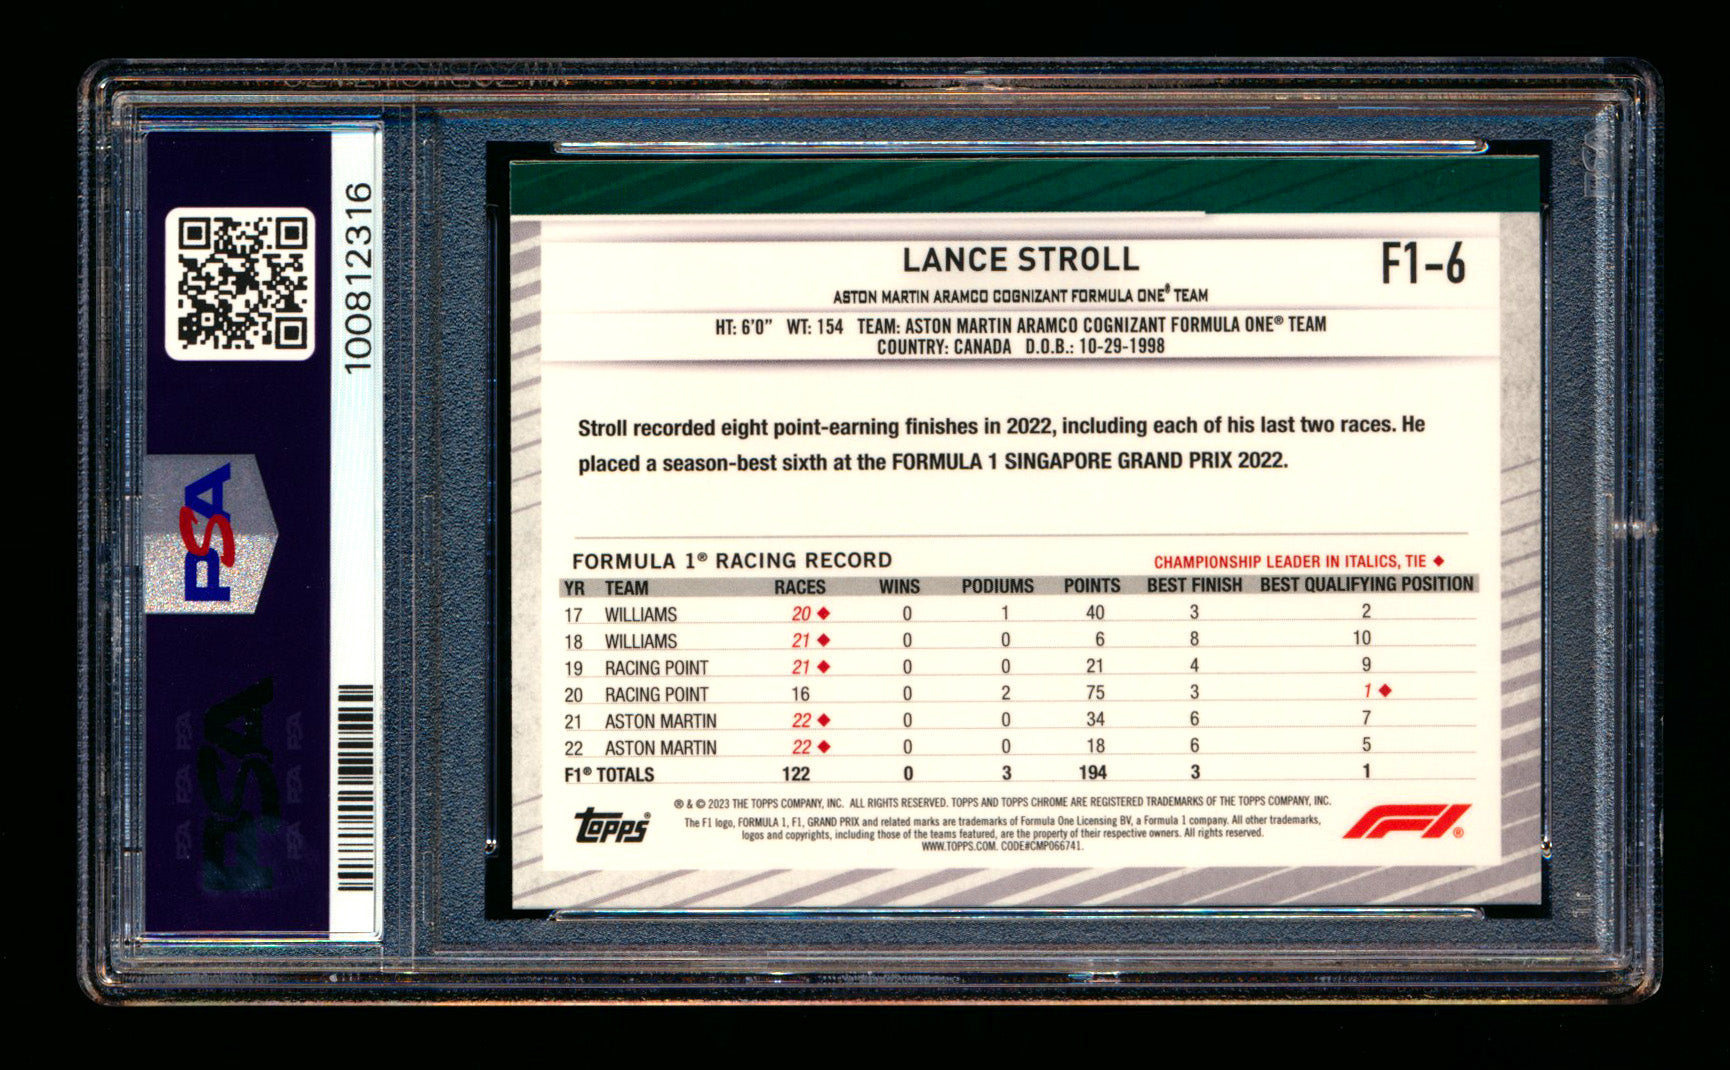 100812316
PSA
PSA
LANCE STROLL
F1-6
ASTON MARTIN ARAMCO COGNIZANT FORMULA ONE® TEAM
HT: 6'0" WT: 154 TEAM: ASTON MARTIN ARAMCO COGNIZANT FORMULA ONE® TEAM
COUNTRY: CANADA D.O.B.: 10-29-1998
Stroll recorded eight point-earning finishes in 2022, including each of his last two races. He
placed a season-best sixth at the FORMULA 1 SINGAPORE GRAND PRIX 2022.
FORMULA 1® RACING RECORD CHAMPIONSHIP LEADER IN ITALICS, TIE ◆
YR TEAM RACES WINS PODIUMS POINTS BEST FINISH BEST QUALIFYING POSITION
17 WILLIAMS 20 ◆ 0 1 40 3 2
18 WILLIAMS 21 ◆ 0 0 6 8 10
19 RACING POINT 21 ◆ 0 0 21 4 9
20 RACING POINT 16 0 2 75 3 1 ◆
21 ASTON MARTIN 22 ◆ 0 0 34 6 7
22 ASTON MARTIN 22 ◆ 0 0 18 6 5
F1® TOTALS 122 0 3 194 3 1
® & © 2023 THE TOPPS COMPANY, INC. ALL RIGHTS RESERVED. TOPPS AND TOPPS CHROME ARE REGISTERED TRADEMARKS OF THE TOPPS COMPANY, INC.
The F1 logo, FORMULA 1, F1, GRAND PRIX and related marks are trademarks of Formula One Licensing BV, a Formula 1 company. All other trademarks,
logos and copyrights, including those of the teams featured, are the property of their respective owners. All rights reserved.
WWW.TOPPS.COM. CODE#CMP066741.
Topps®
F1®